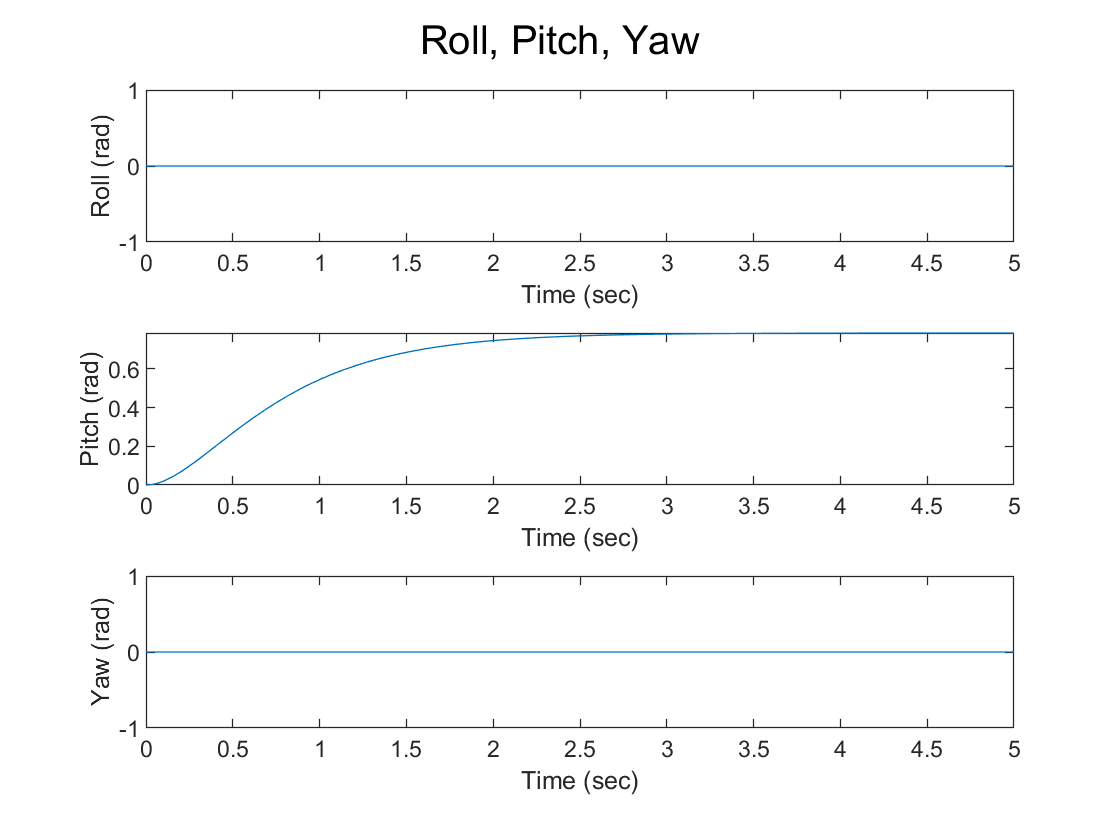 Roll, Pitch, Yaw
1
0
-1
Roll (rad)
0 0.5 1 1.5 2 2.5 3 3.5 4 4.5 5
Time (sec)
0.6
0.4
0.2
0
Pitch (rad)
0 0.5 1 1.5 2 2.5 3 3.5 4 4.5 5
Time (sec)
1
0
-1
Yaw (rad)
0 0.5 1 1.5 2 2.5 3 3.5 4 4.5 5
Time (sec)